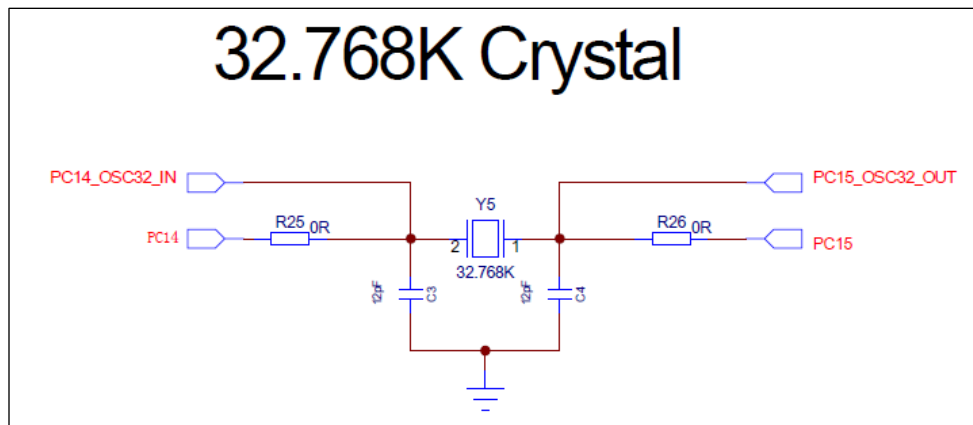 32.768K Crystal
PC14_OSC32_IN
PC15_OSC32_OUT
Y5
R25 0R
R26 0R
PC14
2
1
PC15
32.768K
12pF
C3
12pF
C4